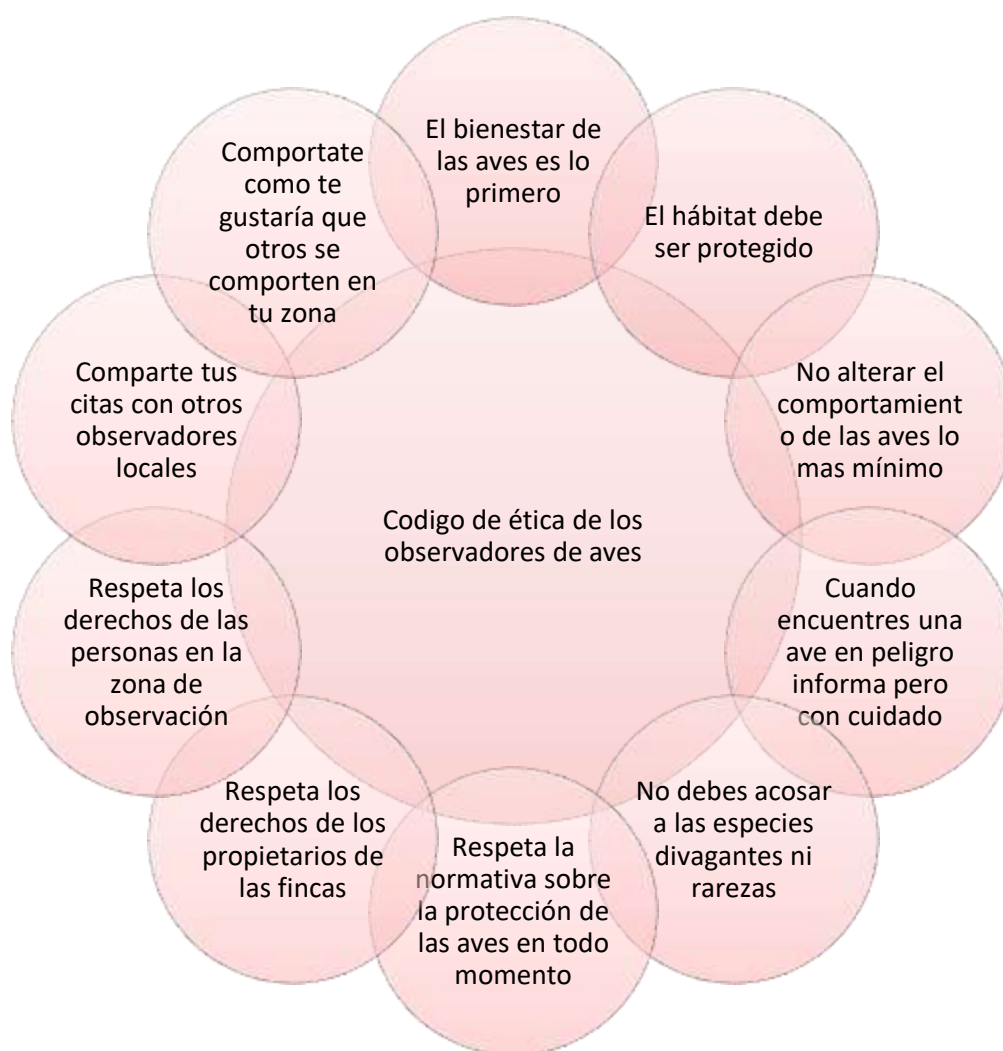 El bienestar de
las aves es lo
primero
El hábitat debe
ser protegido
No alterar el
comportamient
o de las aves lo
mas mínimo
Cuando
encuentres una
ave en peligro
informa pero
con cuidado
No debes acosar
a las especies
divagantes ni
rarezas
Respeta la
normativa sobre
la protección de
las aves en todo
momento
Respeta los
derechos de los
propietarios de
las fincas
Respeta los
derechos de las
personas en la
zona de
observación
Comparte tus
citas con otros
observadores
locales
Comportate
como te
gustaría que
otros se
comporten en
tu zona
Codigo de ética de los
observadores de aves